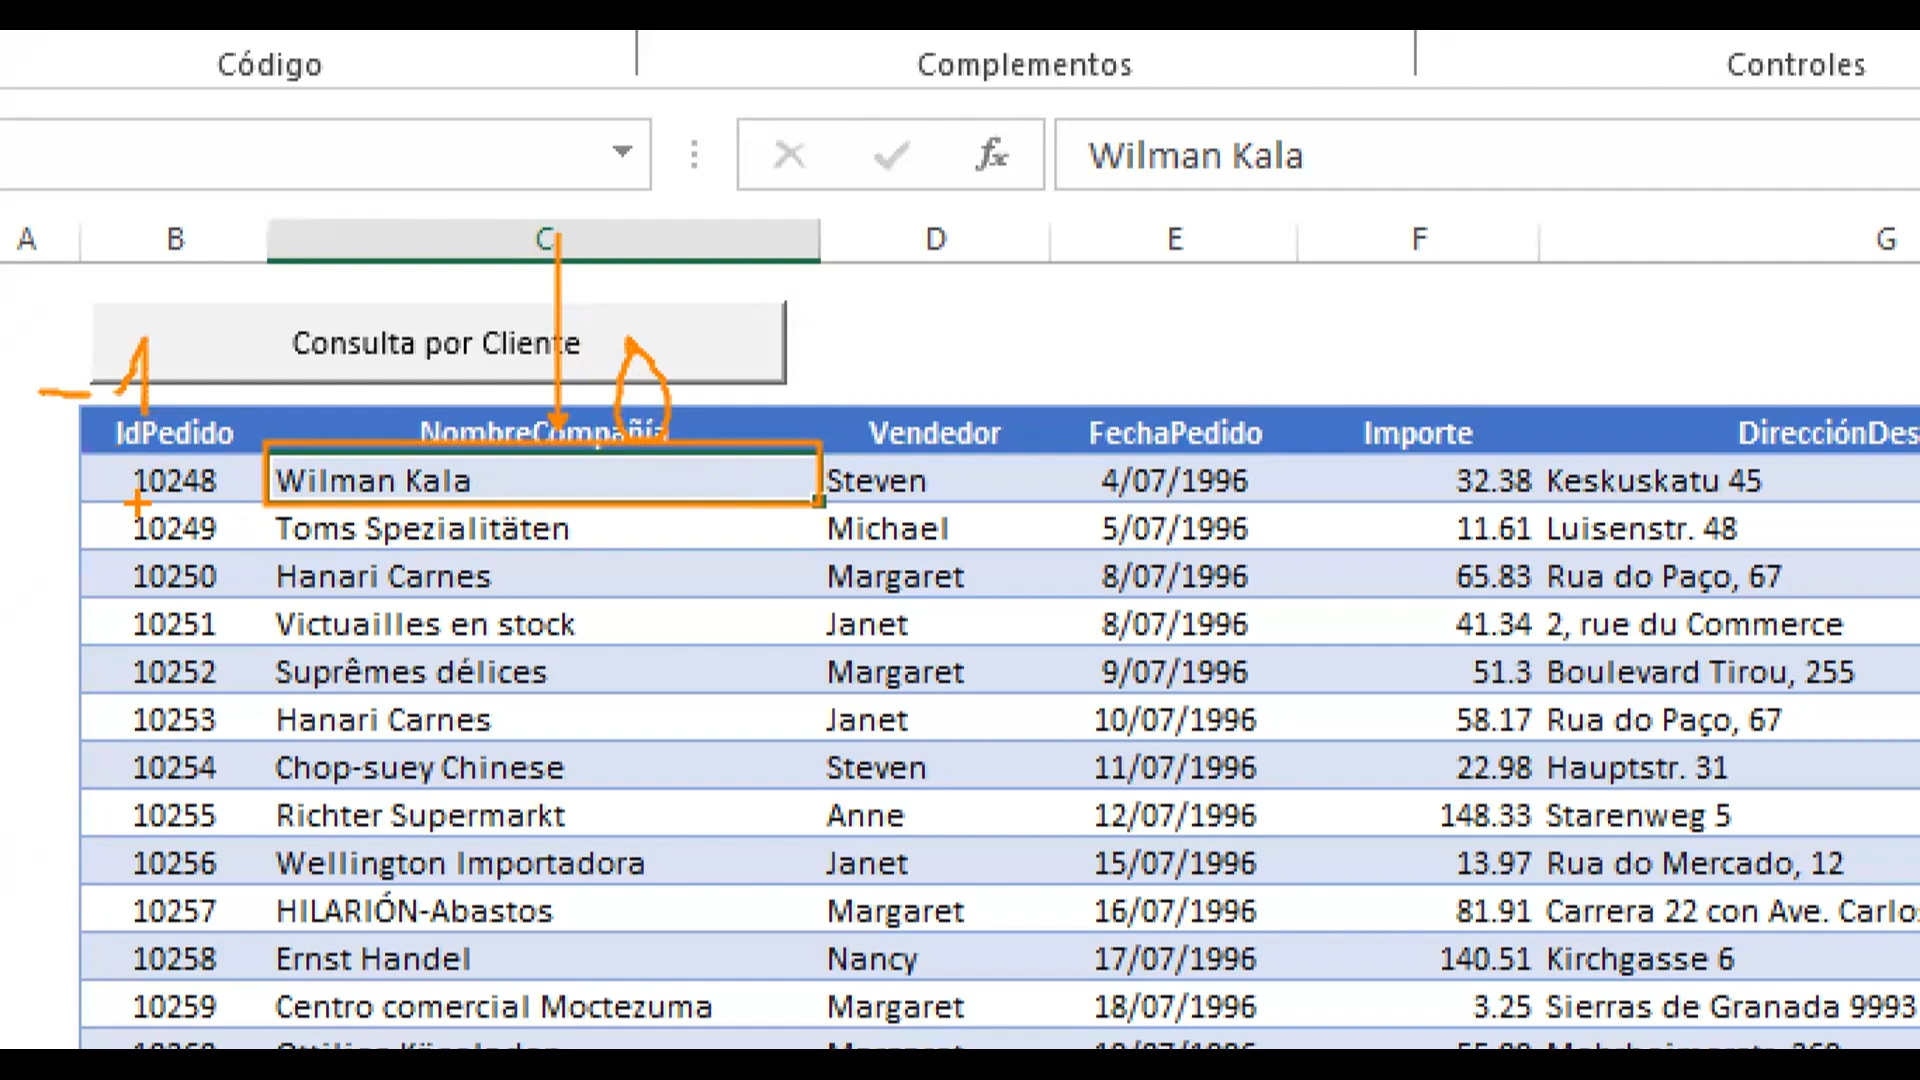 Código Complementos Controles
fx Wilman Kala
A B C D E F G
Consulta por Cliente
-1 0
IdPedido NombreCompañía Vendedor FechaPedido Importe DirecciónDes
10248 Wilman Kala Steven 4/07/1996 32.38 Keskuskatu 45
10249 Toms Spezialitäten Michael 5/07/1996 11.61 Luisenstr. 48
10250 Hanari Carnes Margaret 8/07/1996 65.83 Rua do Paço, 67
10251 Victuailles en stock Janet 8/07/1996 41.34 2, rue du Commerce
10252 Suprêmes délices Margaret 9/07/1996 51.3 Boulevard Tirou, 255
10253 Hanari Carnes Janet 10/07/1996 58.17 Rua do Paço, 67
10254 Chop-suey Chinese Steven 11/07/1996 22.98 Hauptstr. 31
10255 Richter Supermarkt Anne 12/07/1996 148.33 Starenweg 5
10256 Wellington Importadora Janet 15/07/1996 13.97 Rua do Mercado, 12
10257 HILARIÓN-Abastos Margaret 16/07/1996 81.91 Carrera 22 con Ave. Carlos
10258 Ernst Handel Nancy 17/07/1996 140.51 Kirchgasse 6
10259 Centro comercial Moctezuma Margaret 18/07/1996 3.25 Sierras de Granada 9993